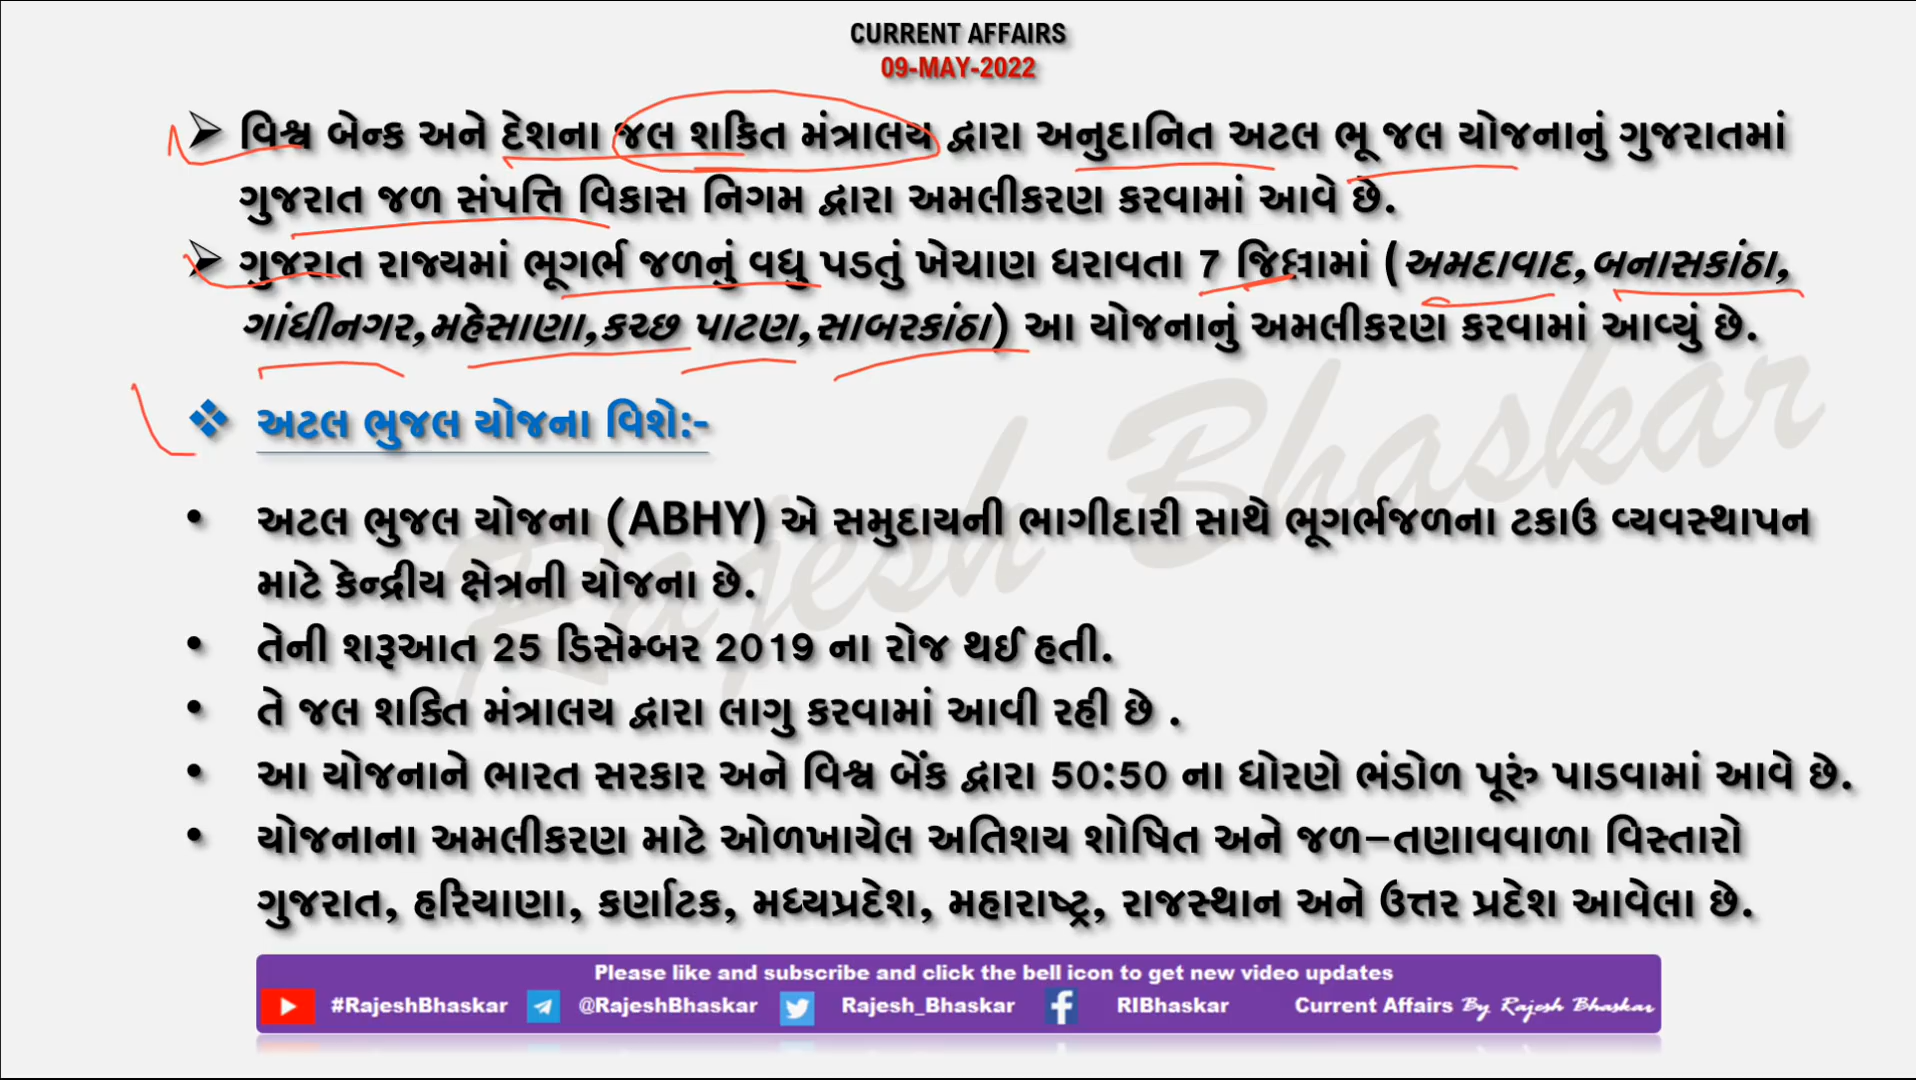 CURRENT AFFAIRS
09-MAY-2022
વિશ્વ બેન્ક અને દેશના જલ શકિત મંત્રાલય દ્વારા અનુદાનિત અટલ ભૂ જલ યોજનાનું ગુજરાતમાં
ગુજરાત જળ સંપત્તિ વિકાસ નિગમ દ્વારા અમલીકરણ કરવામાં આવે છે.
ગુજરાત રાજ્યમાં ભૂગર્ભ જળનું વધુ પડતું ખેચાણ ધરાવતા 7 જિલ્લામાં (અમદાવાદ,બનાસકાંઠા,
ગાંધીનગર,મહેસાણા,કચ્છ પાટણ,સાબરકાંઠા) આ યોજનાનું અમલીકરણ કરવામાં આવ્યું છે.
અટલ ભુજલ યોજના વિશે:-
અટલ ભુજલ યોજના (ABHY) એ સમુદાયની ભાગીદારી સાથે ભૂગર્ભજળના ટકાઉ વ્યવસ્થાપન
માટે કેન્દ્રીય ક્ષેત્રની યોજના છે.
તેની શરૂઆત 25 ડિસેમ્બર 2019 ના રોજ થઈ હતી.
તે જલ શક્તિ મંત્રાલય દ્વારા લાગુ કરવામાં આવી રહી છે .
આ યોજનાને ભારત સરકાર અને વિશ્વ બેંક દ્વારા 50:50 ના ધોરણે ભંડોળ પૂરું પાડવામાં આવે છે.
યોજનાના અમલીકરણ માટે ઓળખાયેલ અતિશય શોષિત અને જળ-તણાવવાળા વિસ્તારો
ગુજરાત, હરિયાણા, કર્ણાટક, મધ્યપ્રદેશ, મહારાષ્ટ્ર, રાજસ્થાન અને ઉત્તર પ્રદેશ આવેલા છે.
Rajesh Bhaskar
Please like and subscribe and click the bell icon to get new video updates
#RajeshBhaskar @RajeshBhaskar Rajesh_Bhaskar RIBhaskar Current Affairs By Rajesh Bhaskar